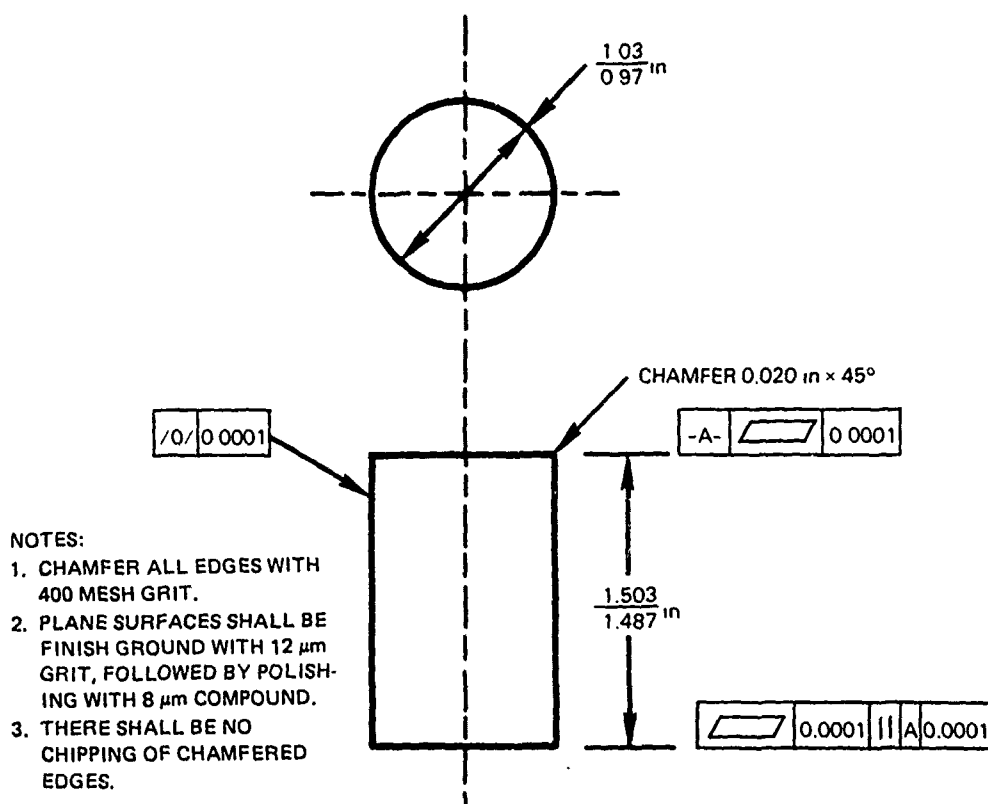 1 03
0 97 in
CHAMFER 0.020 in × 45°
/0/ 0 0001
-A- 0 0001
NOTES:
1. CHAMFER ALL EDGES WITH
400 MESH GRIT.
2. PLANE SURFACES SHALL BE
FINISH GROUND WITH 12 μm
GRIT, FOLLOWED BY POLISH-
ING WITH 8 μm COMPOUND.
3. THERE SHALL BE NO
CHIPPING OF CHAMFERED
EDGES.
1.503
1.487 in
0.0001 || A 0.0001